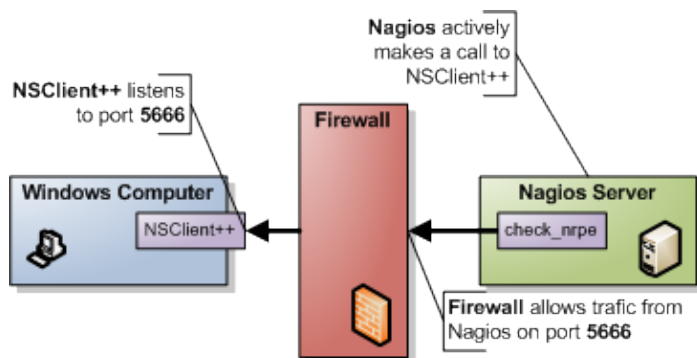 Nagios actively
makes a call to
NSClient++
NSClient++ listens
to port 5666
Firewall
Windows Computer
NSClient++
Nagios Server
check_nrpe
Firewall allows trafic from
Nagios on port 5666